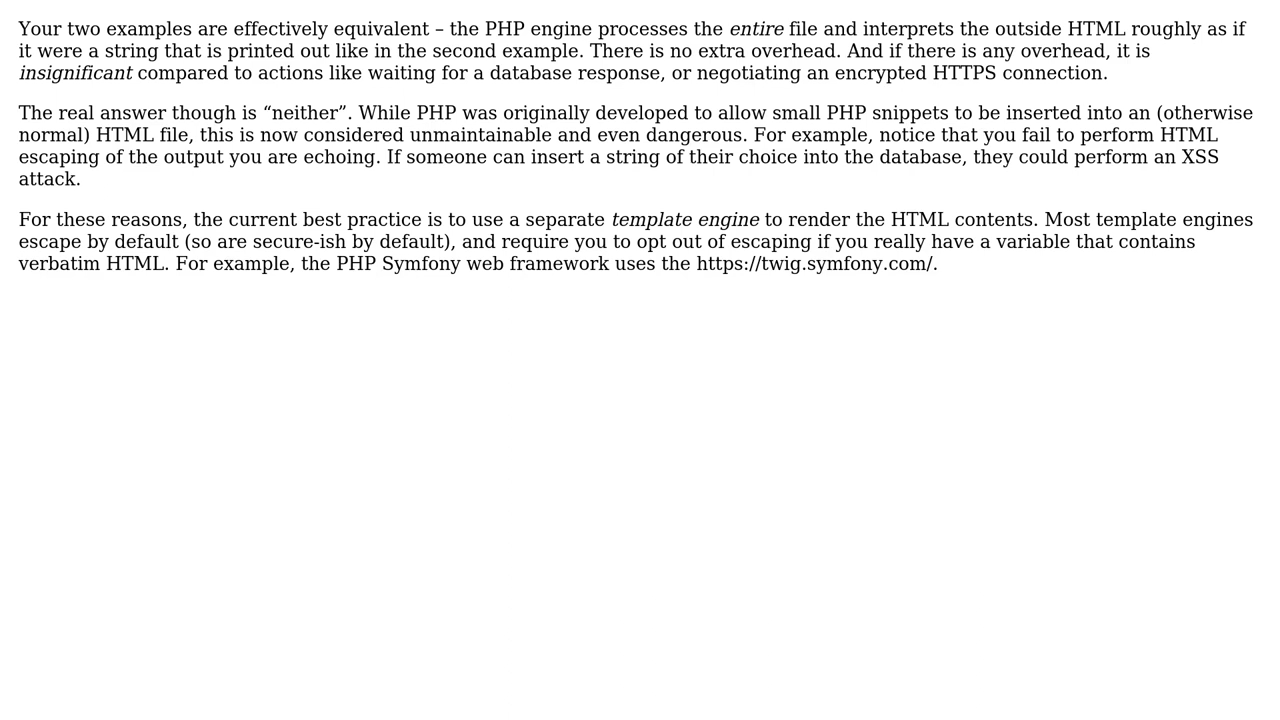 Your two examples are effectively equivalent – the PHP engine processes the entire file and interprets the outside HTML roughly as if
it were a string that is printed out like in the second example. There is no extra overhead. And if there is any overhead, it is
insignificant compared to actions like waiting for a database response, or negotiating an encrypted HTTPS connection.
The real answer though is “neither”. While PHP was originally developed to allow small PHP snippets to be inserted into an (otherwise
normal) HTML file, this is now considered unmaintainable and even dangerous. For example, notice that you fail to perform HTML
escaping of the output you are echoing. If someone can insert a string of their choice into the database, they could perform an XSS
attack.
For these reasons, the current best practice is to use a separate template engine to render the HTML contents. Most template engines
escape by default (so are secure-ish by default), and require you to opt out of escaping if you really have a variable that contains
verbatim HTML. For example, the PHP Symfony web framework uses the https://twig.symfony.com/.